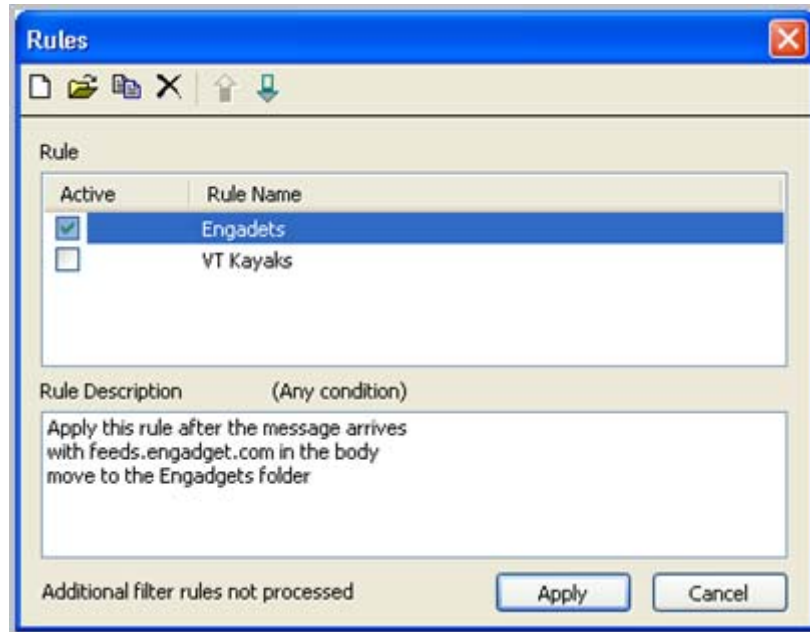 Rules
Rule
Active Rule Name
Engadets
VT Kayaks
Rule Description (Any condition)
Apply this rule after the message arrives
with feeds.engadget.com in the body
move to the Engadgets folder
Additional filter rules not processed Apply Cancel